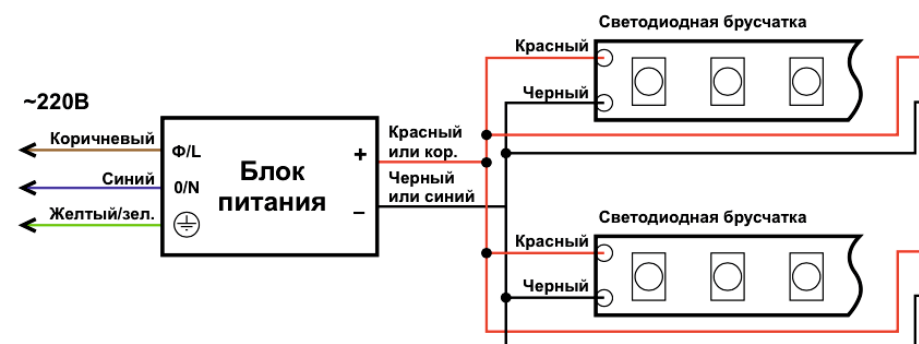 Светодиодная брусчатка
Красный
Черный
~220В
Коричневый
Ф/L
Синий
0/N
Желтый/зел.
Блок
питания
+
–
Красный
или кор.
Черный
или синий
Светодиодная брусчатка
Красный
Черный